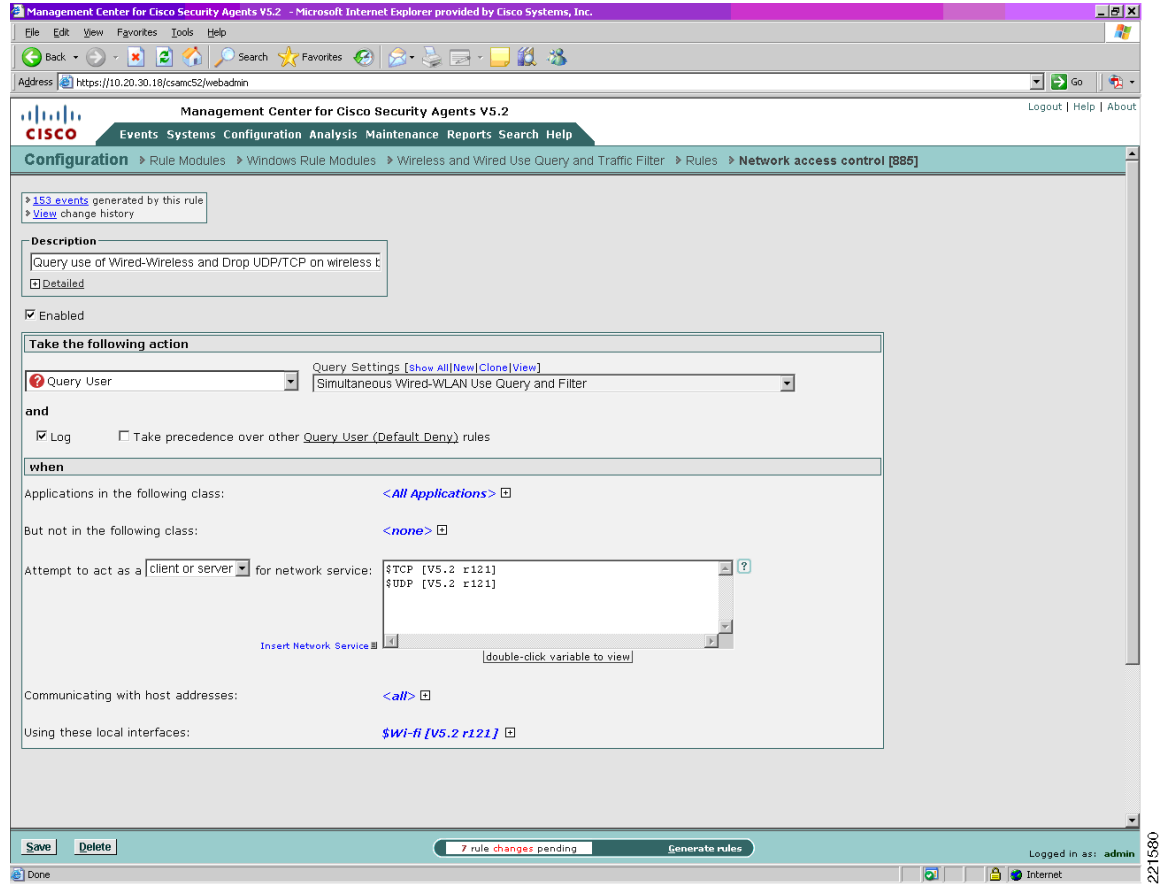 Management Center for Cisco Security Agents V5.2 - Microsoft Internet Explorer provided by Cisco Systems, Inc.
File Edit View Favorites Tools Help
Back Search Favorites
Address https://10.20.30.18/csamc52/webadmin Go
Management Center for Cisco Security Agents V5.2
Logout | Help | About
CISCO
Events Systems Configuration Analysis Maintenance Reports Search Help
Configuration Rule Modules Windows Rule Modules Wireless and Wired Use Query and Traffic Filter Rules Network access control [885]
153 events generated by this rule
View change history
Description
Query use of Wired-Wireless and Drop UDP/TCP on wireless b
Detailed
Enabled
Take the following action
Query Settings [Show All|New|Clone|View]
Query User
Simultaneous Wired-WLAN Use Query and Filter
and
Log Take precedence over other Query User (Default Deny) rules
when
Applications in the following class: <All Applications>
But not in the following class: <none>
Attempt to act as a client or server for network service:
$TCP [V5.2 r121]
$UDP [V5.2 r121]
?
Insert Network Service
double-click variable to view
Communicating with host addresses: <all>
Using these local interfaces: $Wi-fi [V5.2 r121]
Save Delete
7 rule changes pending Generate rules
Logged in as: admin
Done Internet
221580